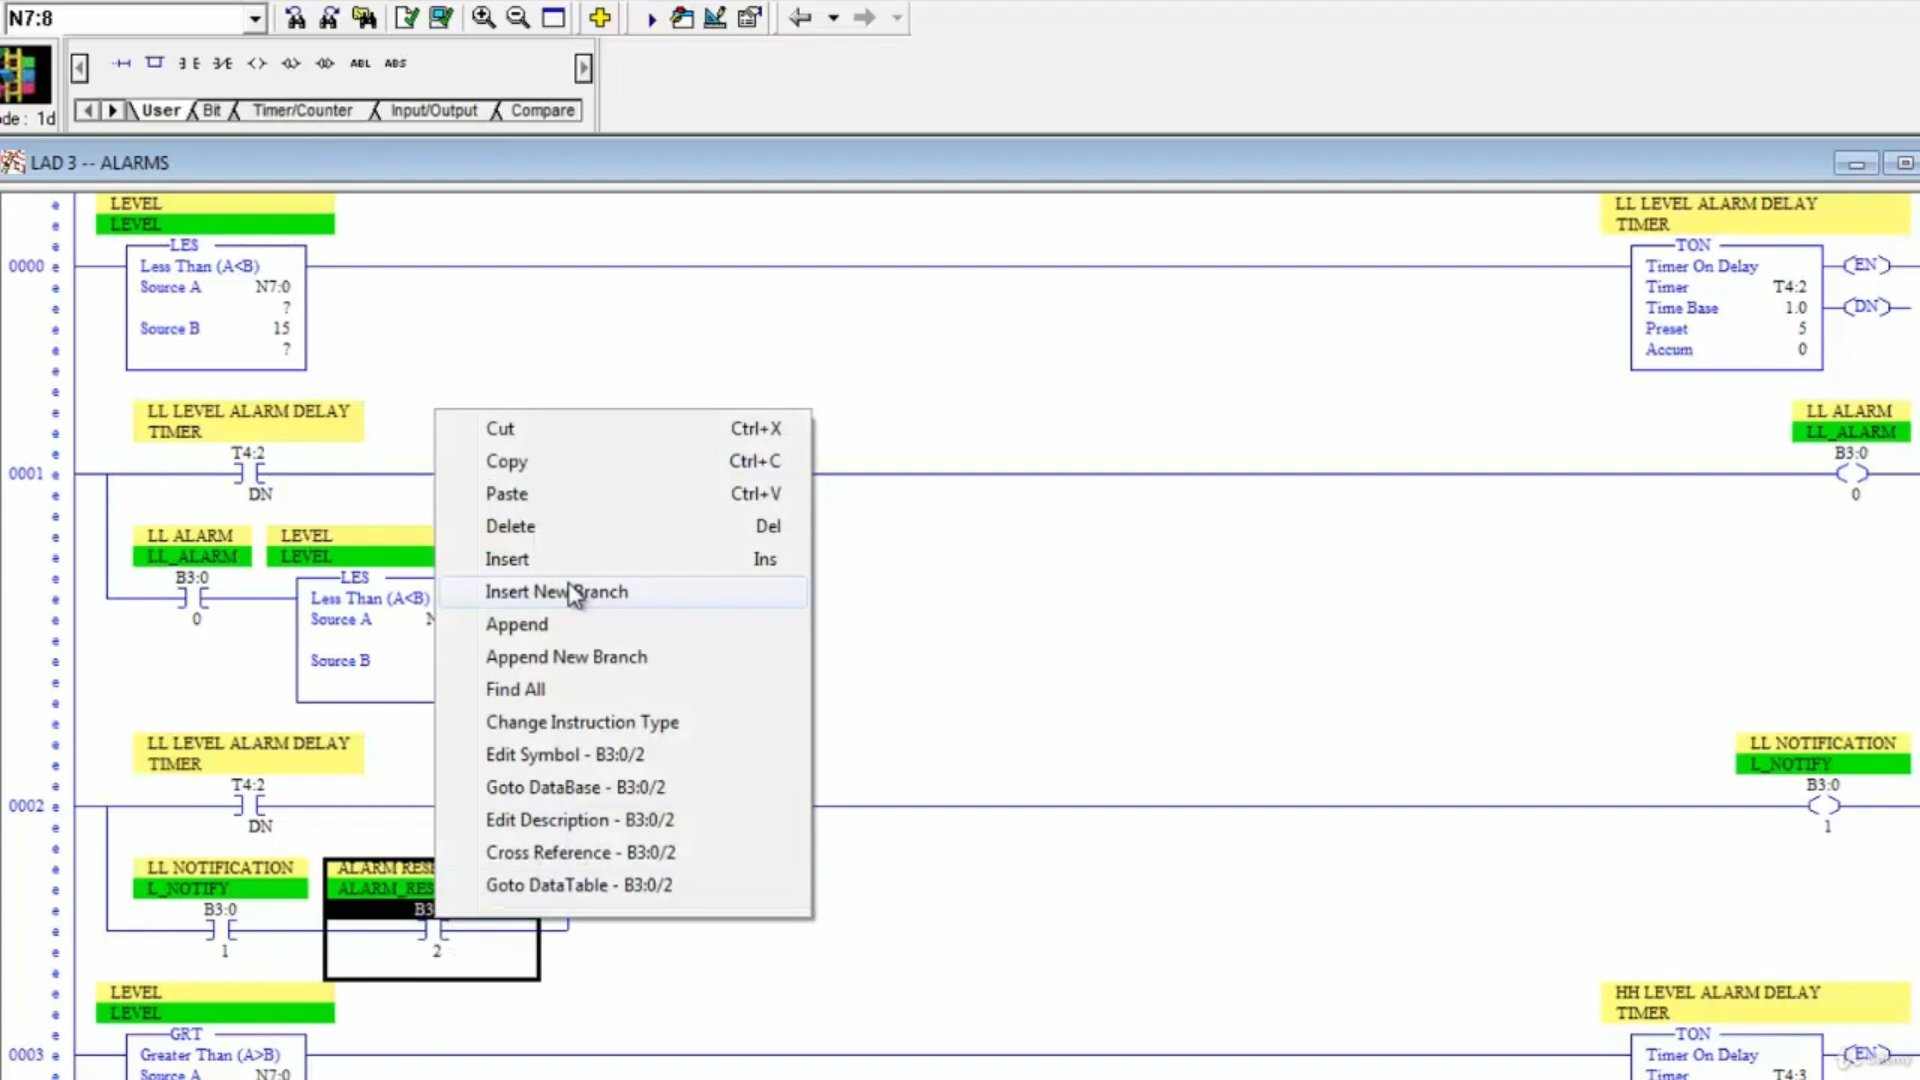 N7:8
ABL ABS
ode: 1d
User Bit Timer/Counter Input/Output Compare
LAD 3 -- ALARMS
LEVEL
LEVEL
LES
0000
Less Than (A<B)
Source A N7:0
?
Source B 15
?
LL LEVEL ALARM DELAY
TIMER
TON
Timer On Delay
Timer T4:2
Time Base 1.0
Preset 5
Accum 0
EN
DN
LL LEVEL ALARM DELAY
TIMER
T4:2
0001
DN
LL ALARM
LL_ALARM
B3:0
0
LL ALARM
LL_ALARM
B3:0
0
LEVEL
LEVEL
LES
Less Than (A<B)
Source A
Source B
Cut Ctrl+X
Copy Ctrl+C
Paste Ctrl+V
Delete Del
Insert Ins
Insert New Branch
Append
Append New Branch
Find All
Change Instruction Type
Edit Symbol - B3:0/2
Goto DataBase - B3:0/2
Edit Description - B3:0/2
Cross Reference - B3:0/2
Goto DataTable - B3:0/2
LL LEVEL ALARM DELAY
TIMER
T4:2
0002
DN
LL NOTIFICATION
L_NOTIFY
B3:0
1
LL NOTIFICATION
L_NOTIFY
B3:0
1
ALARM RES
ALARM_RES
B3
2
LEVEL
LEVEL
GRT
0003
Greater Than (A>B)
Source A N7:0
HH LEVEL ALARM DELAY
TIMER
TON
Timer On Delay
Timer T4:3
EN